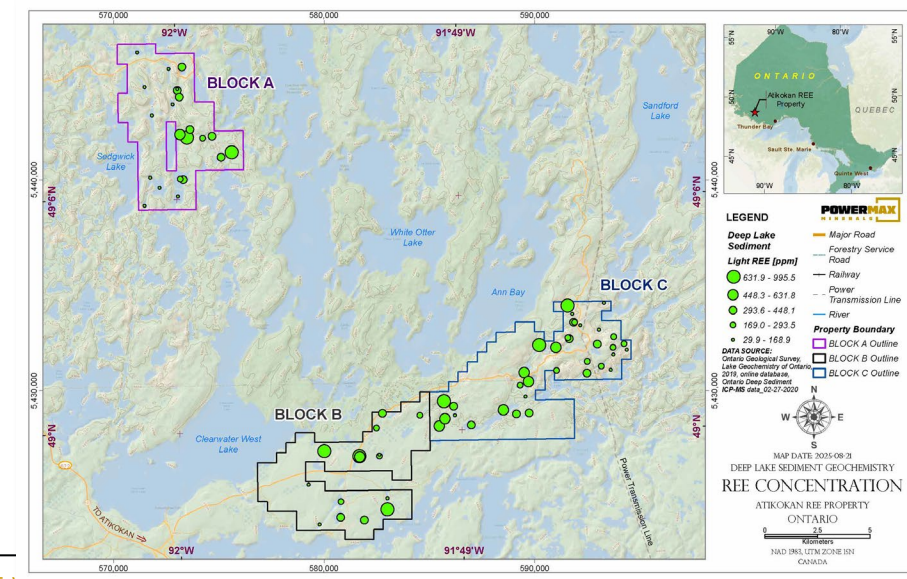 570,000
580,000
590,000
92°W
91°49'W
BLOCK A
Sandford
Lake
Sedgwick
Lake
5,440,000
49°6'N
5,440,000
49°6'N
White Otter
Lake
Ann Bay
BLOCK C
5,430,000
49°N
5,430,000
49°N
BLOCK B
Clearwater West
Lake
TO ATIKOKAN
Power Transmission Line
92°W
91°49'W
570,000
580,000
590,000
90°W
80°W
55°N
55°N
ONTARIO
Atikokan REE
Property
50°N
50°N
QUEBEC
Thunder Bay
Sault Ste. Marie
45°N
45°N
Quinte West
90°W
80°W
POWERMAX
MINERALS
LEGEND
Deep Lake
Sediment
Light REE [ppm]
631.9 - 995.5
448.3 - 631.8
293.6 - 448.1
169.0 - 293.5
29.9 - 168.9
DATA SOURCE:
Ontario Geological Survey,
Lake Geochemistry of Ontario,
2019, online database,
Ontario Deep Sediment
ICP-MS data_02-27-2020
Major Road
Forestry Service
Road
Railway
Power
Transmission Line
River
Property Boundary
BLOCK A Outline
BLOCK B Outline
BLOCK C Outline
N
W
E
S
MAP DATE: 2025-08-21
DEEP LAKE SEDIMENT GEOCHEMISTRY
REE CONCENTRATION
ATIKOKAN REE PROPERTY
ONTARIO
0 2.5 5
Kilometers
NAD 1983, UTM ZONE 15N
CANADA